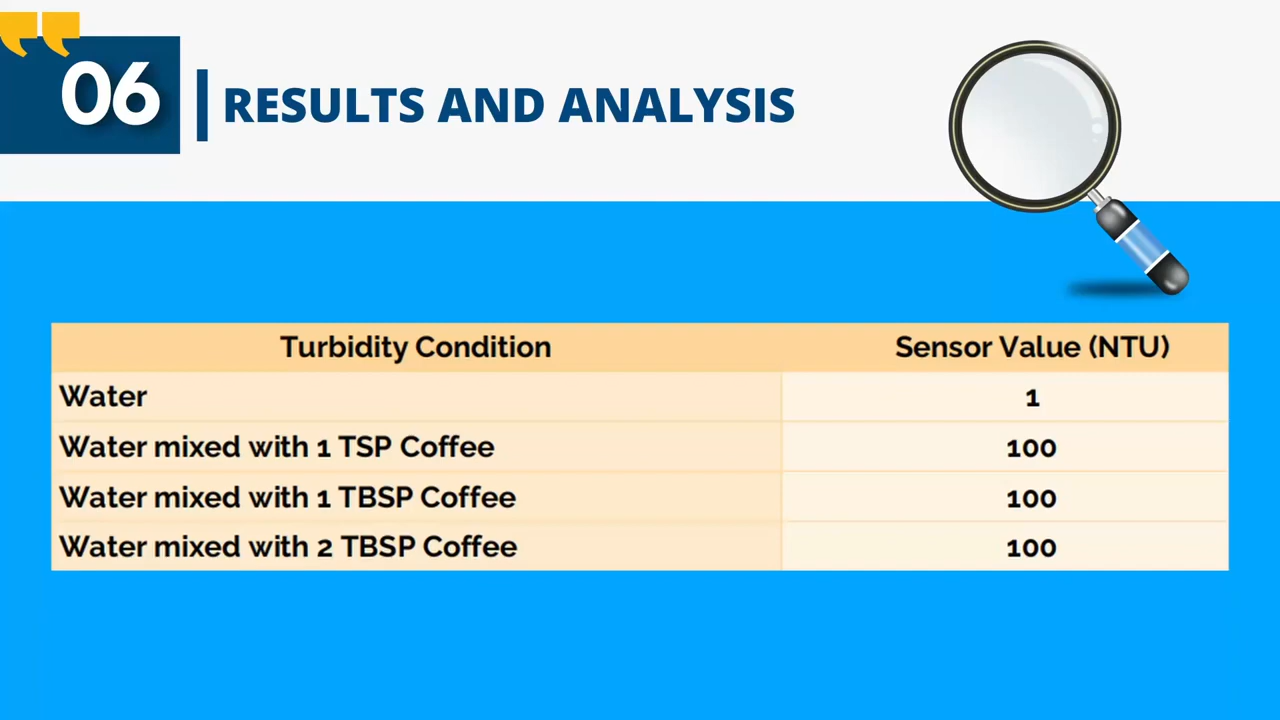 06
RESULTS AND ANALYSIS
Turbidity Condition Sensor Value (NTU)
Water 1
Water mixed with 1 TSP Coffee 100
Water mixed with 1 TBSP Coffee 100
Water mixed with 2 TBSP Coffee 100